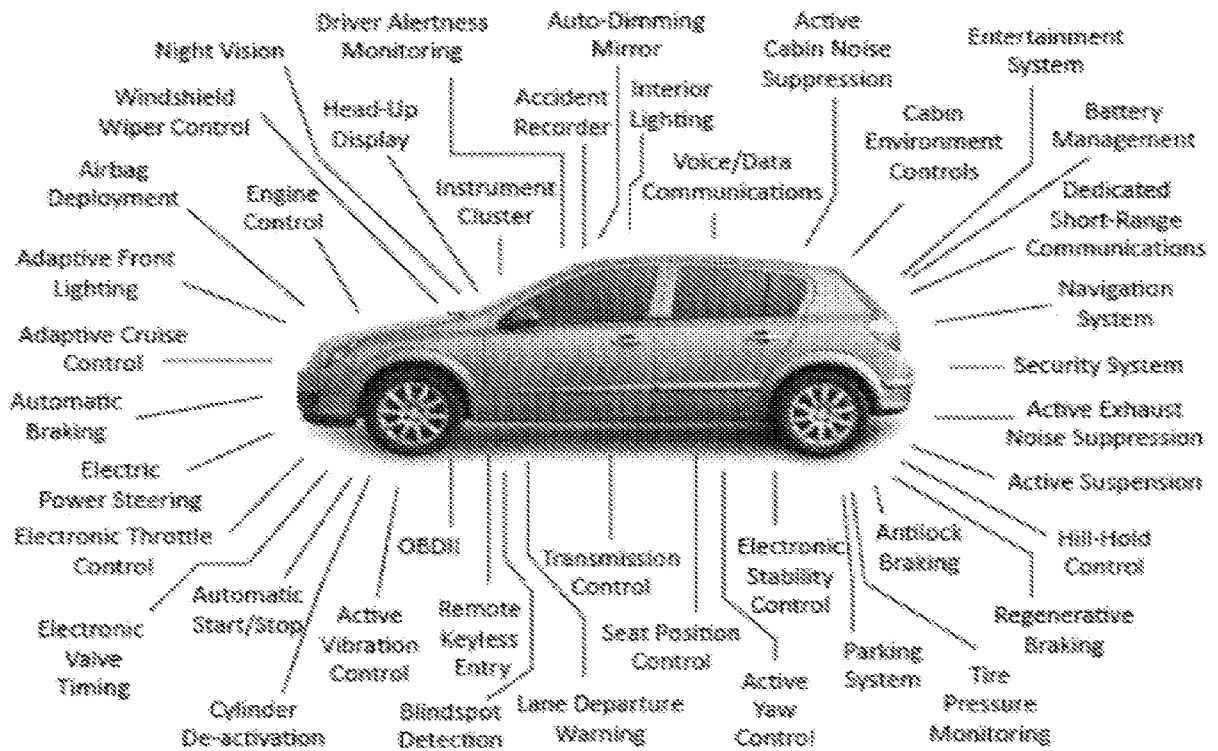 Night Vision
Driver Alertness
Monitoring
Auto-Dimming
Mirror
Active
Cabin Noise
Suppression
Entertainment
System
Windshield
Wiper Control
Head-Up
Display
Accident
Recorder
Interior
Lighting
Cabin
Environment
Controls
Battery
Management
Airbag
Deployment
Engine
Control
Instrument
Cluster
Voice/Data
Communications
Dedicated
Short-Range
Communications
Adaptive Front
Lighting
Navigation
System
Adaptive Cruise
Control
Security System
Automatic
Braking
Active Exhaust
Noise Suppression
Electric
Power Steering
Active Suspension
Electronic Throttle
Control
OBDII
Transmission
Control
Electronic
Stability
Control
Antilock
Braking
Hill-Hold
Control
Electronic
Valve
Timing
Automatic
Start/Stop
Active
Vibration
Control
Remote
Keyless
Entry
Seat Position
Control
Parking
System
Regenerative
Braking
Cylinder
De-activation
Blindspot
Detection
Lane Departure
Warning
Active
Yaw
Control
Tire
Pressure
Monitoring